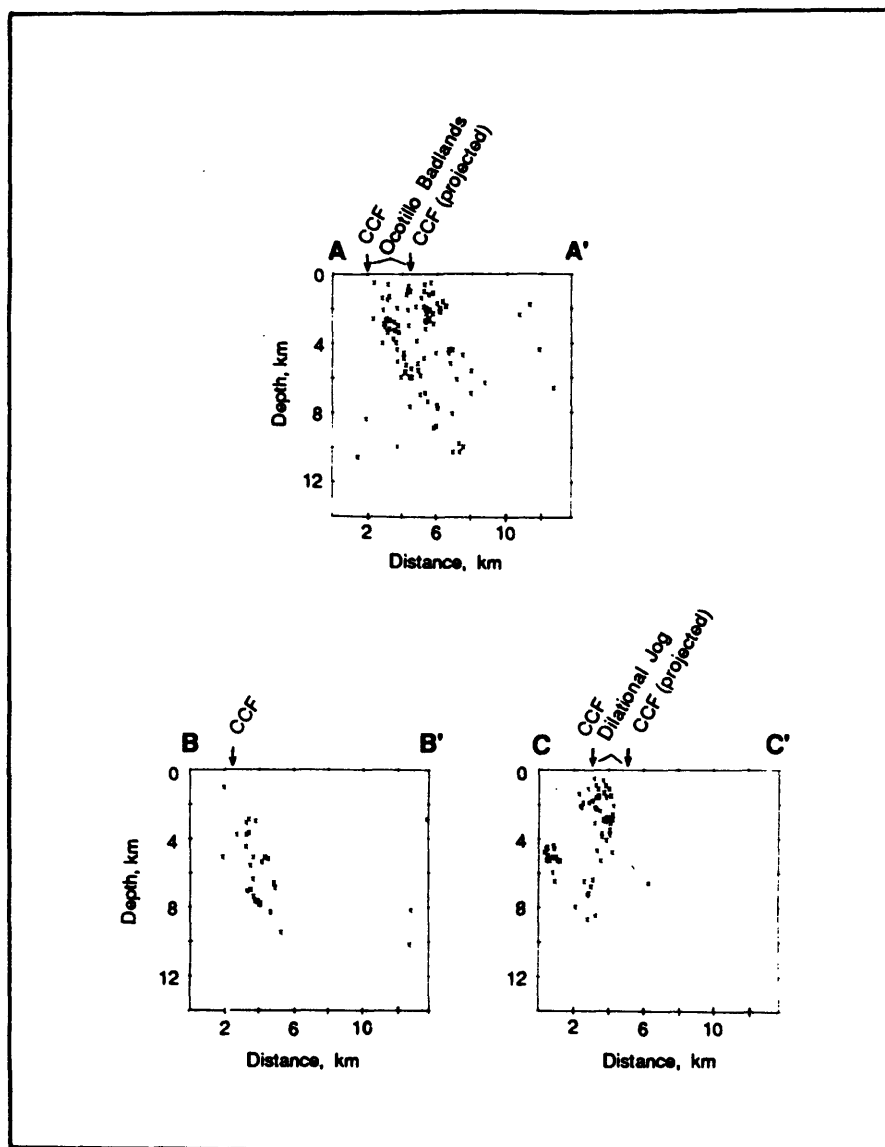 CCF
Ocotillo Badlands
CCF (projected)
A A'
0
4
8
12
Depth, km
2 6 10
Distance, km
CCF
B B'
0
4
8
12
Depth, km
2 6 10
Distance, km
CCF
Dilational Jog
CCF (projected)
C C'
0
4
8
12
2 6 10
Distance, km